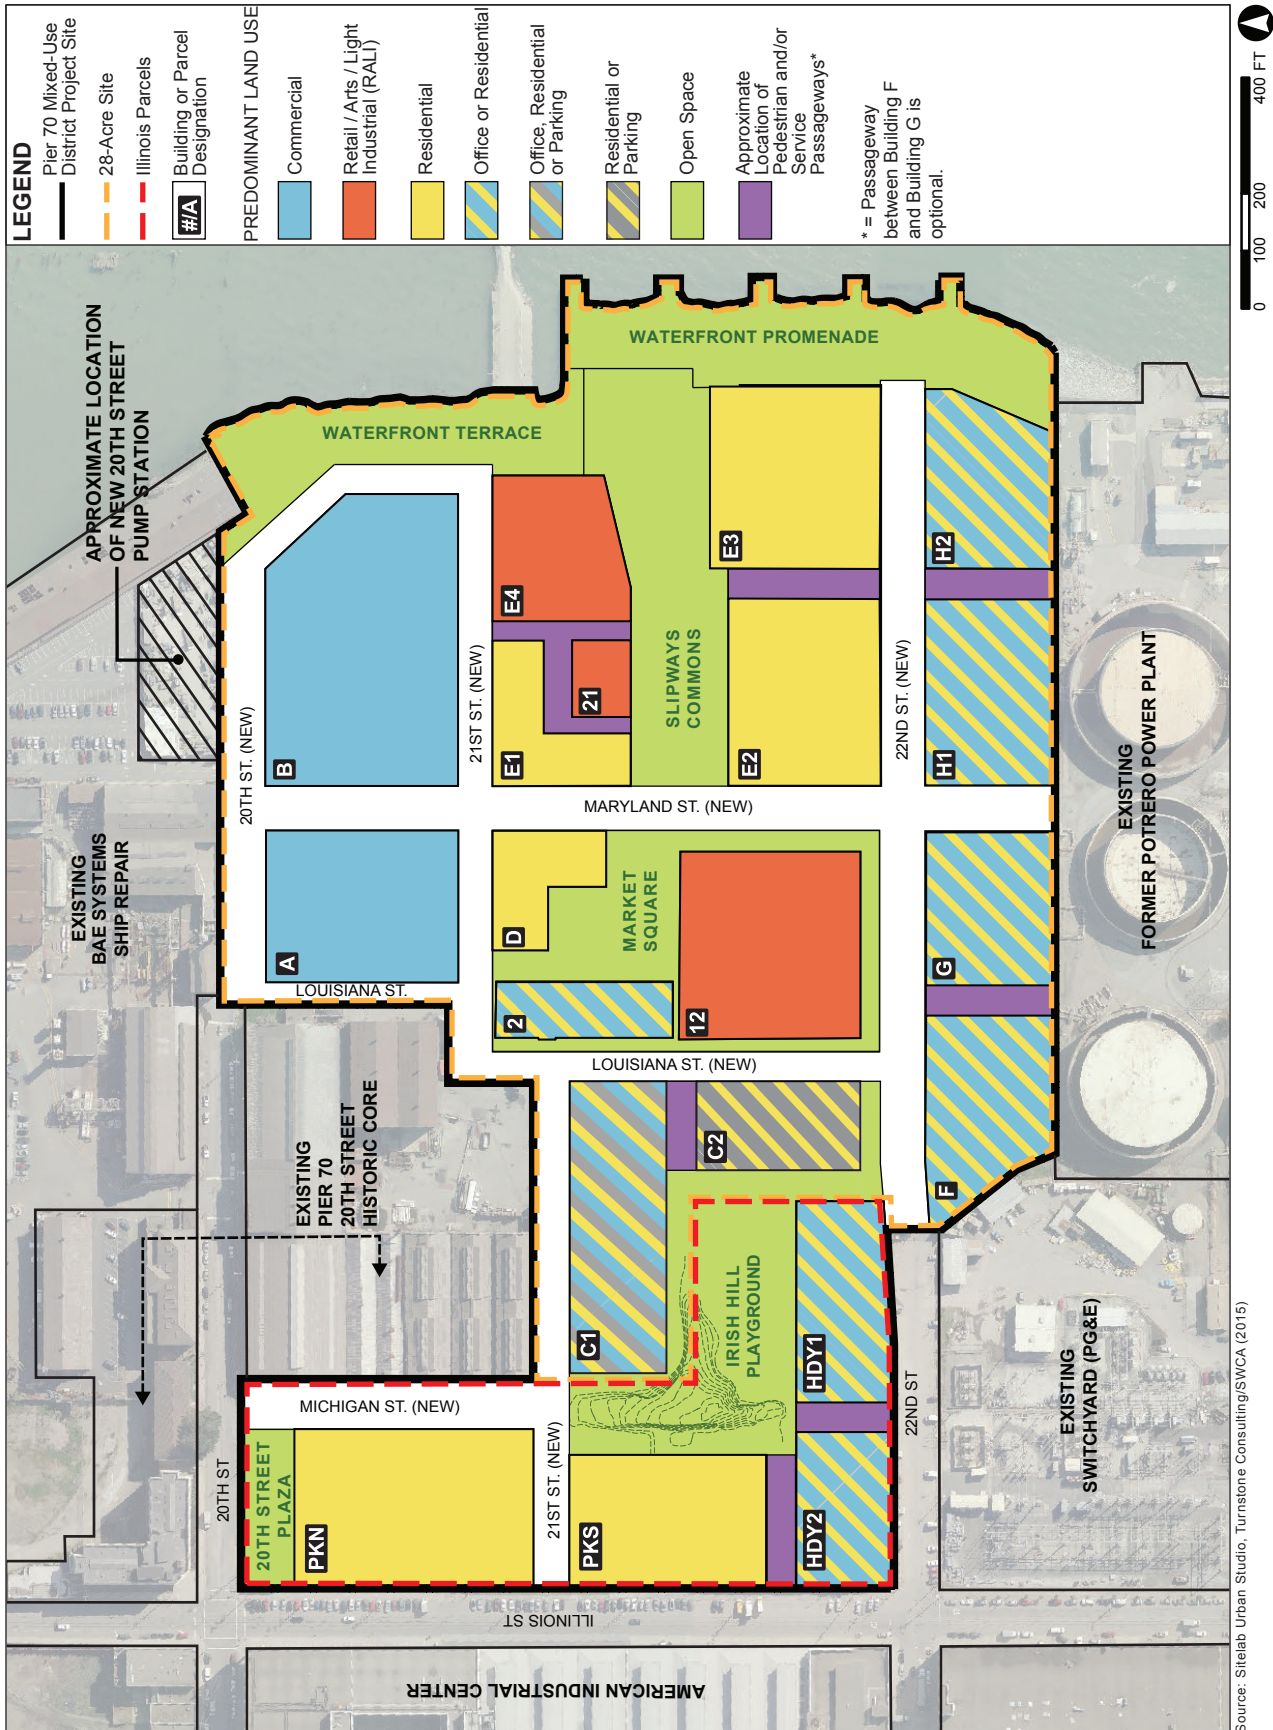 LEGEND
Pier 70 Mixed-Use
District Project Site
28-Acre Site
Illinois Parcels
#/A
Building or Parcel
Designation
PREDOMINANT LAND USE
Commercial
Retail / Arts / Light
Industrial (RALI)
Residential
Office or Residential
Office, Residential
or Parking
Residential or
Parking
Open Space
Approximate
Location of
Pedestrian and/or
Service
Passageways*
* = Passageway
between Building F
and Building G is
optional.
0 100 200 400 FT
APPROXIMATE LOCATION
OF NEW 20TH STREET
PUMP STATION
EXISTING
BAE SYSTEMS
SHIP REPAIR
EXISTING
PIER 70
20TH STREET
HISTORIC CORE
WATERFRONT TERRACE
WATERFRONT PROMENADE
20TH ST. (NEW)
B
A
LOUISIANA ST.
21ST ST. (NEW)
E4
E1
21
SLIPWAYS
COMMONS
E3
E2
MARYLAND ST. (NEW)
D
MARKET
SQUARE
2
12
22ND ST. (NEW)
H2
H1
G
F
LOUISIANA ST. (NEW)
C1
C2
IRISH HILL
PLAYGROUND
HDY1
HDY2
MICHIGAN ST. (NEW)
20TH ST
20TH STREET
PLAZA
PKN
21ST ST. (NEW)
PKS
22ND ST
ILLINOIS ST
AMERICAN INDUSTRIAL CENTER
EXISTING
FORMER POTRERO POWER PLANT
EXISTING
SWITCHYARD (PG&E)
Source: Sitelab Urban Studio, Turnstone Consulting/SWCA (2015)